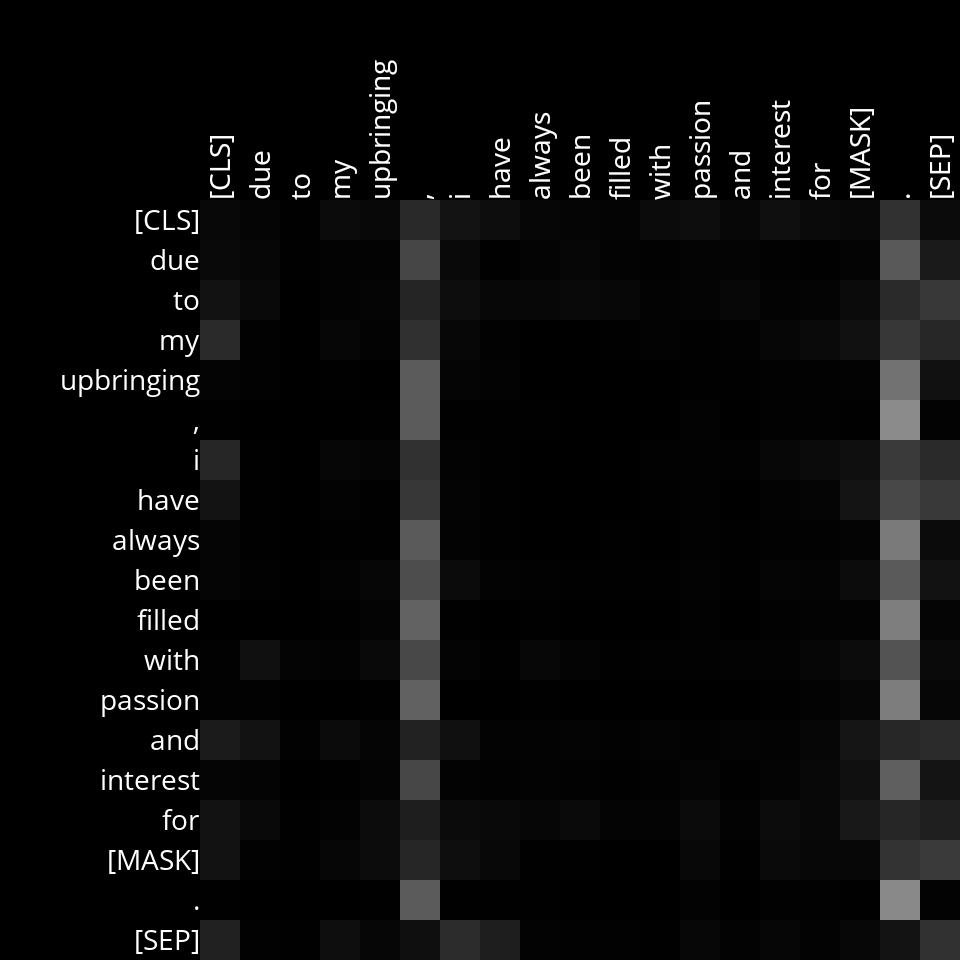 [CLS] due to my upbringing , i have always been filled with passion and interest for [MASK] . [SEP]
[CLS]
due
to
my
upbringing
,
i
have
always
been
filled
with
passion
and
interest
for
[MASK]
.
[SEP]